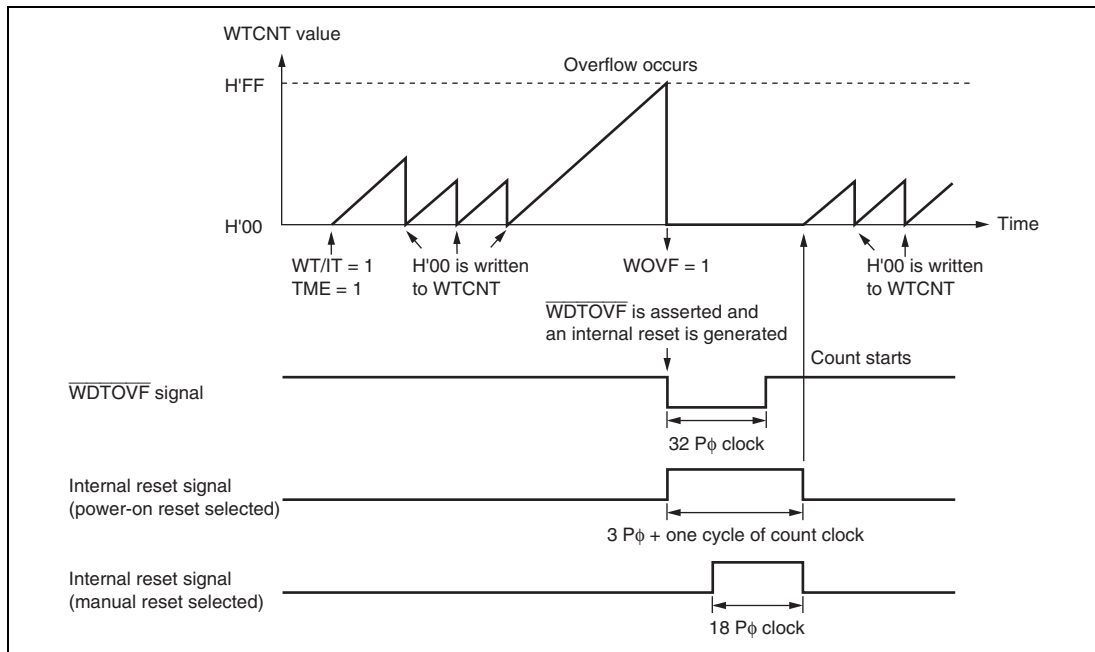 WTCNT value
Overflow occurs
H'FF
H'00
Time
WT/IT = 1
TME = 1
H'00 is written
to WTCNT
WOVF = 1
H'00 is written
to WTCNT
WDTOVF is asserted and
an internal reset is generated
Count starts
WDTOVF signal
32 Pϕ clock
Internal reset signal
(power-on reset selected)
3 Pϕ + one cycle of count clock
Internal reset signal
(manual reset selected)
18 Pϕ clock